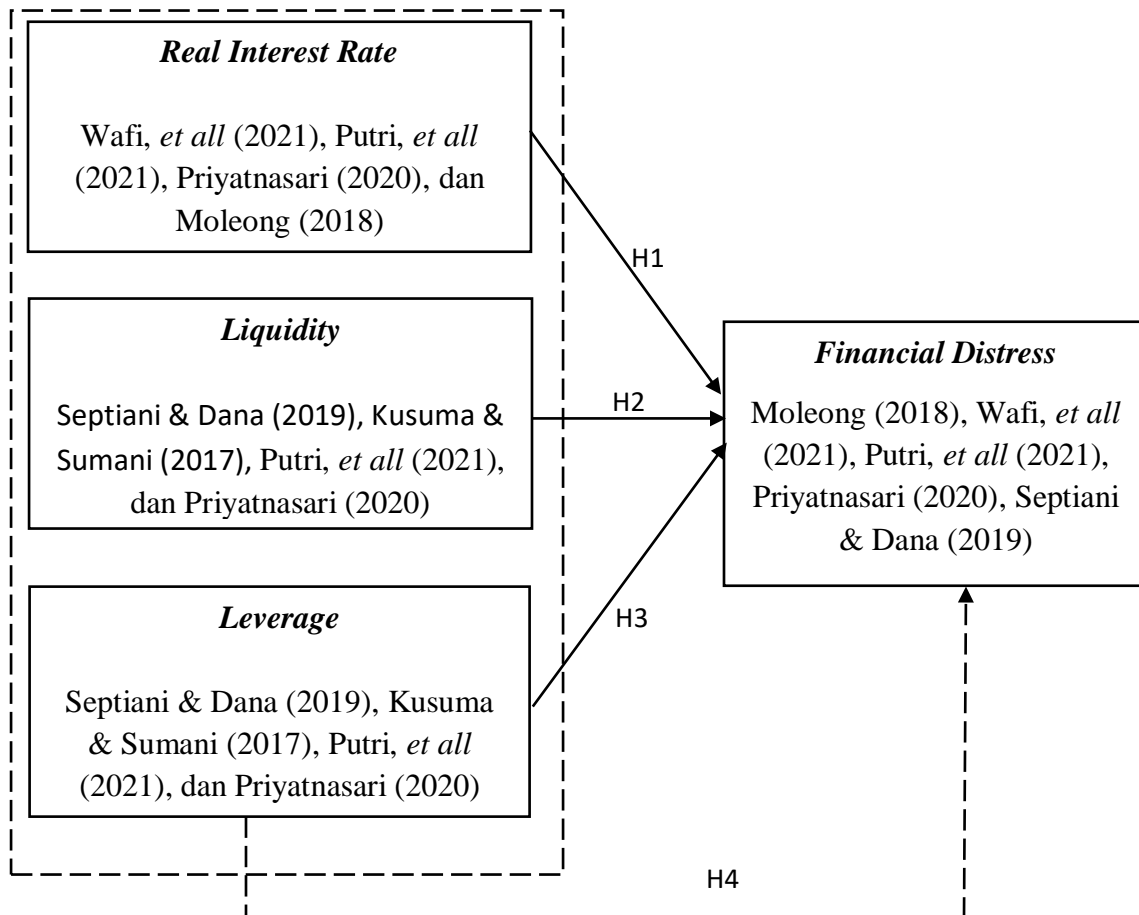 Real Interest Rate
Wafi, et all (2021), Putri, et all
(2021), Priyatnasari (2020), dan
Moleong (2018)
H1
Liquidity
Septiani & Dana (2019), Kusuma &
Sumani (2017), Putri, et all (2021),
dan Priyatnasari (2020)
H2
Financial Distress
Moleong (2018), Wafi, et all
(2021), Putri, et all (2021),
Priyatnasari (2020), Septiani
& Dana (2019)
Leverage
Septiani & Dana (2019), Kusuma
& Sumani (2017), Putri, et all
(2021), dan Priyatnasari (2020)
H3
H4